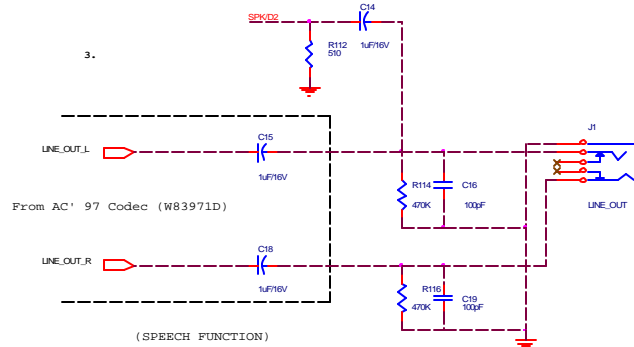 SPK/D2
C14
R112
510
1uF/16V
3.
C15
J1
LINE_OUT_L
1uF/16V
R114
C16
470K
100pF
LINE_OUT
From AC' 97 Codec (W83971D)
C18
LINE_OUT_R
1uF/16V
R116
C19
470K
100pF
(SPEECH FUNCTION)